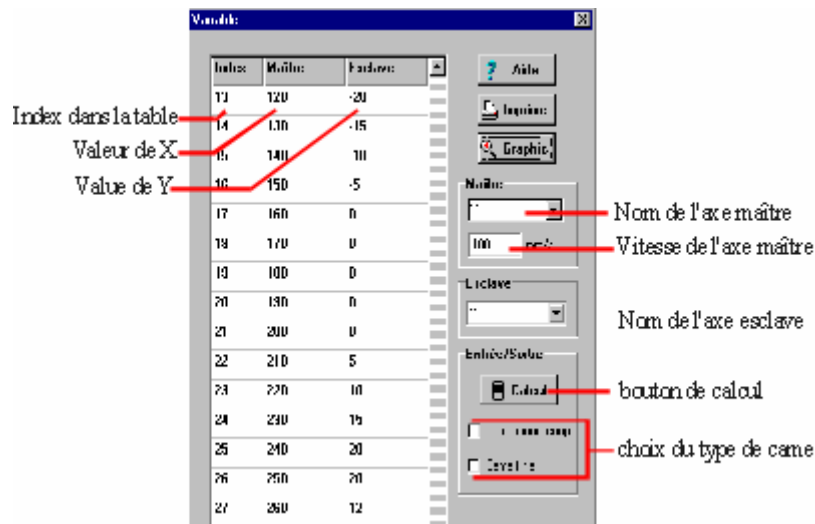 Variable
Index Maître Esclave
13 120 -20
14 130 -15
15 140 -10
16 150 -5
17 160 0
18 170 0
19 180 0
20 190 0
21 200 0
22 210 5
23 220 10
24 230 15
25 240 20
26 250 20
27 260 12
Aide
Imprimer
Graphic
Maître
100
Esclave
Entrée/Sortie
Calcul
Index dans la table
Valeur de X
Value de Y
Nom de l'axe maître
Vitesse de l'axe maître
Nom de l'axe esclave
bouton de calcul
choix du type de came